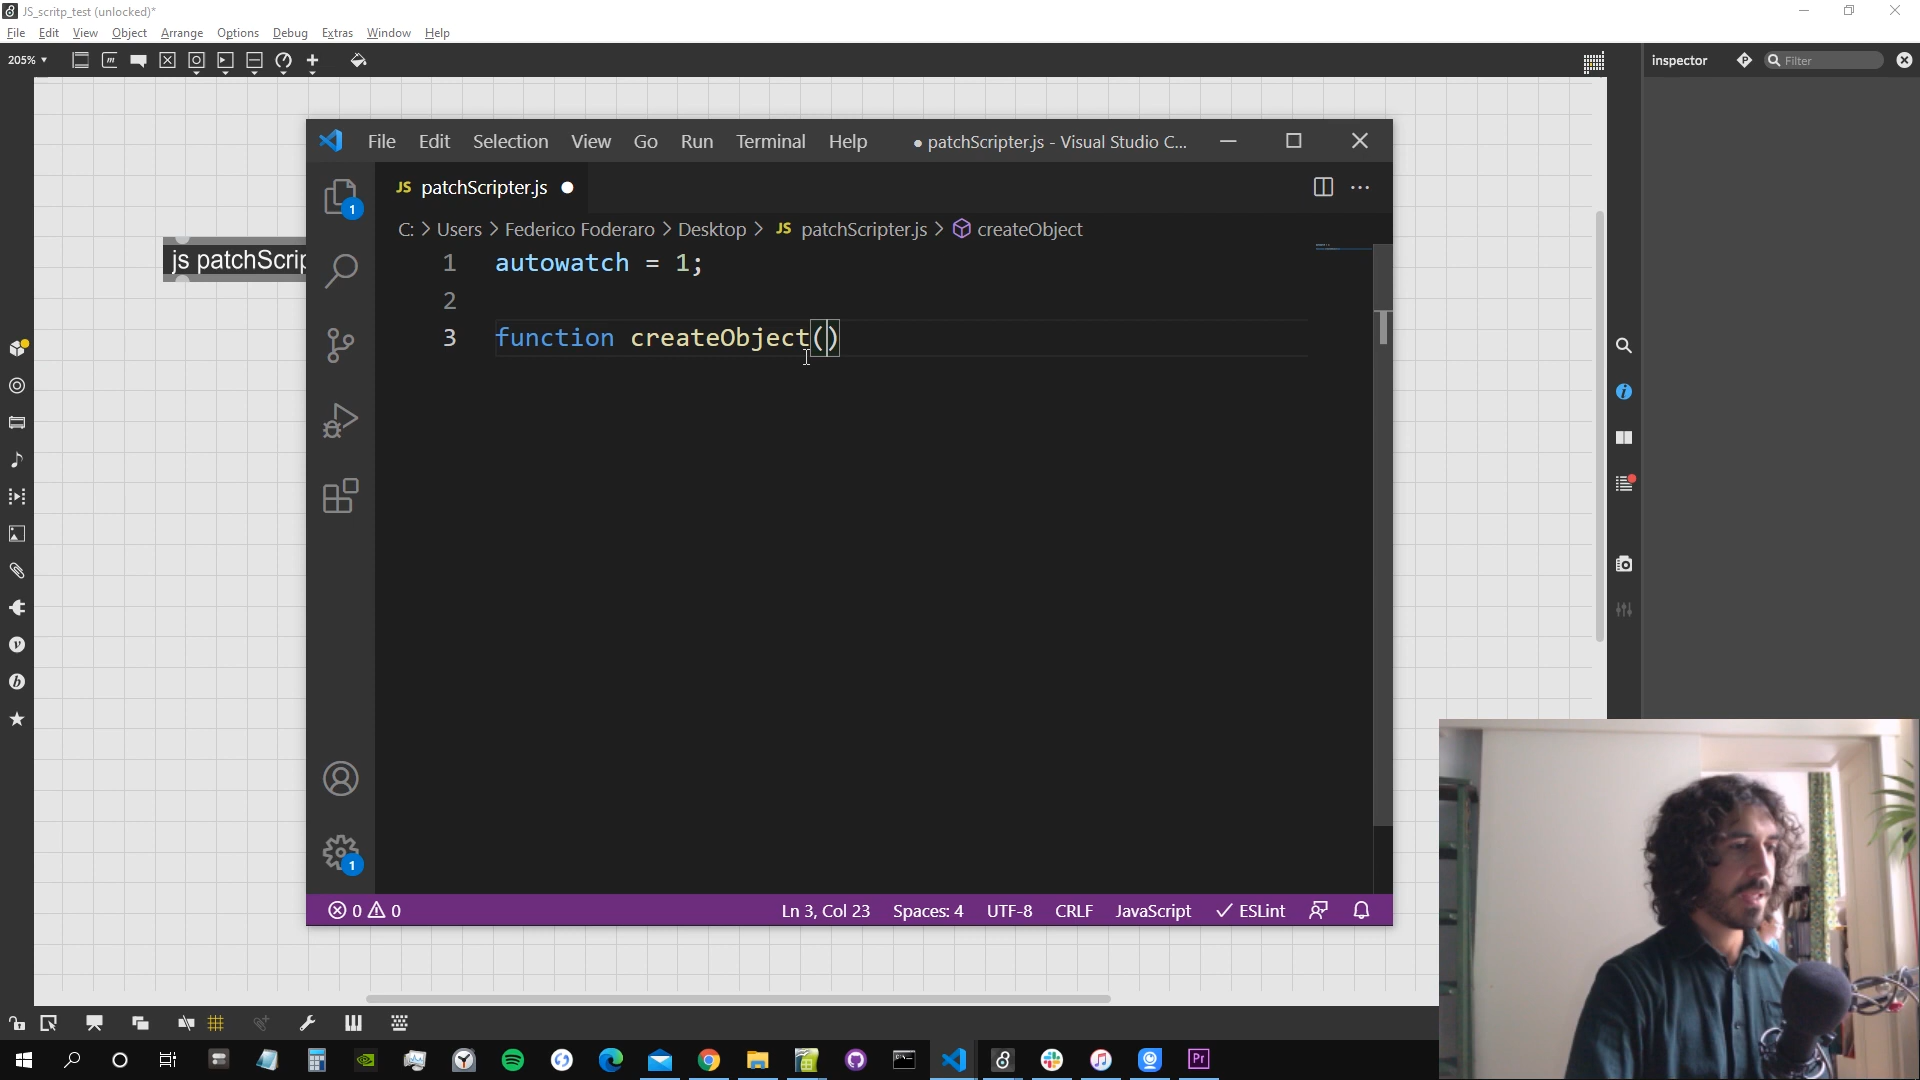 JS_scritp_test (unlocked)*
File Edit View Object Arrange Options Debug Extras Window Help
205%
inspector
Filter
js patchScrip
File Edit Selection View Go Run Terminal Help
● patchScripter.js - Visual Studio C...
JS patchScripter.js
1
C: > Users > Federico Foderaro > Desktop > JS patchScripter.js > createObject
1 autowatch = 1;
2
3 function createObject()
1
0 0
Ln 3, Col 23
Spaces: 4
UTF-8
CRLF
JavaScript
ESLint
Pr